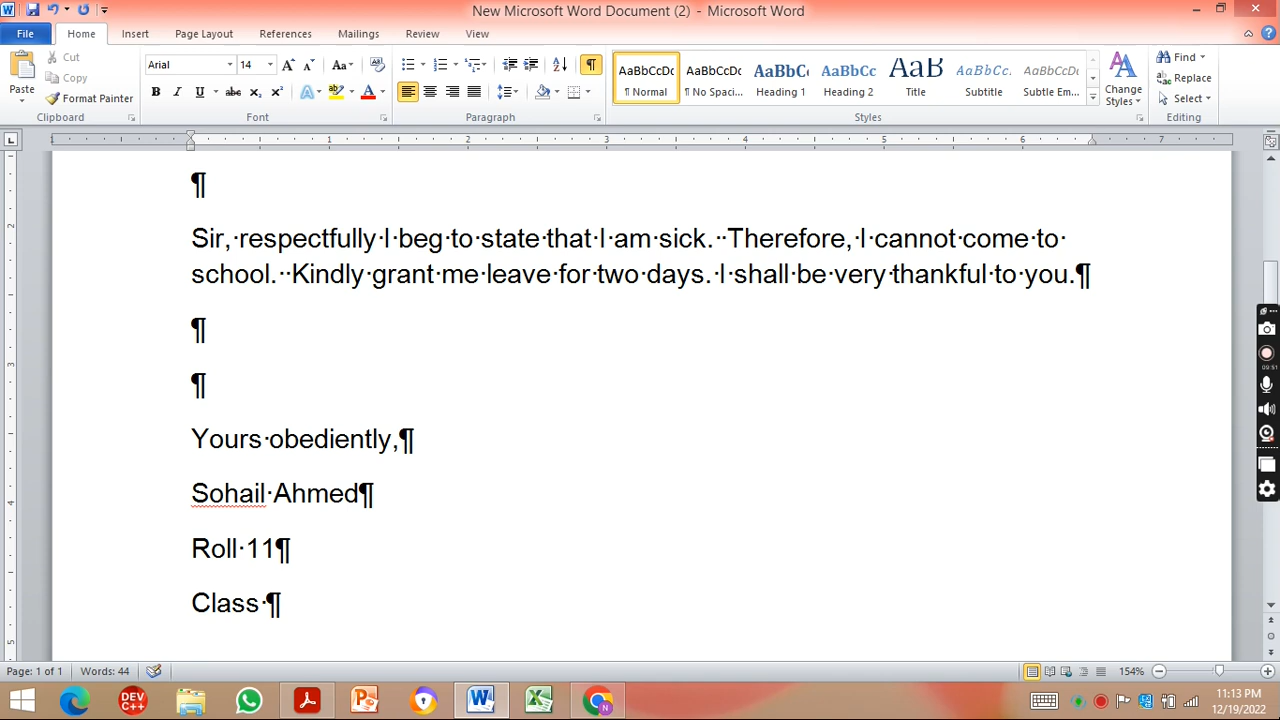 New Microsoft Word Document (2) - Microsoft Word
File Home Insert Page Layout References Mailings Review View
Paste
Cut
Copy
Format Painter
Clipboard
Arial 14
Font
Paragraph
AaBbCcDc ¶ Normal
AaBbCcDc ¶ No Spaci...
AaBbCc Heading 1
AaBbCc Heading 2
AaB Title
AaBbCc. Subtitle
AaBbCcDc Subtle Em...
Change Styles
Styles
Find
Replace
Select
Editing
¶
Sir,·respectfully·I·beg·to·state·that·I·am·sick.··Therefore,·I·cannot·come·to·
school.··Kindly·grant·me·leave·for·two·days.·I·shall·be·very·thankful·to·you.¶
¶
¶
Yours·obediently,¶
Sohail·Ahmed¶
Roll·11¶
Class·¶
Page: 1 of 1 Words: 44 154%
11:13 PM
12/19/2022